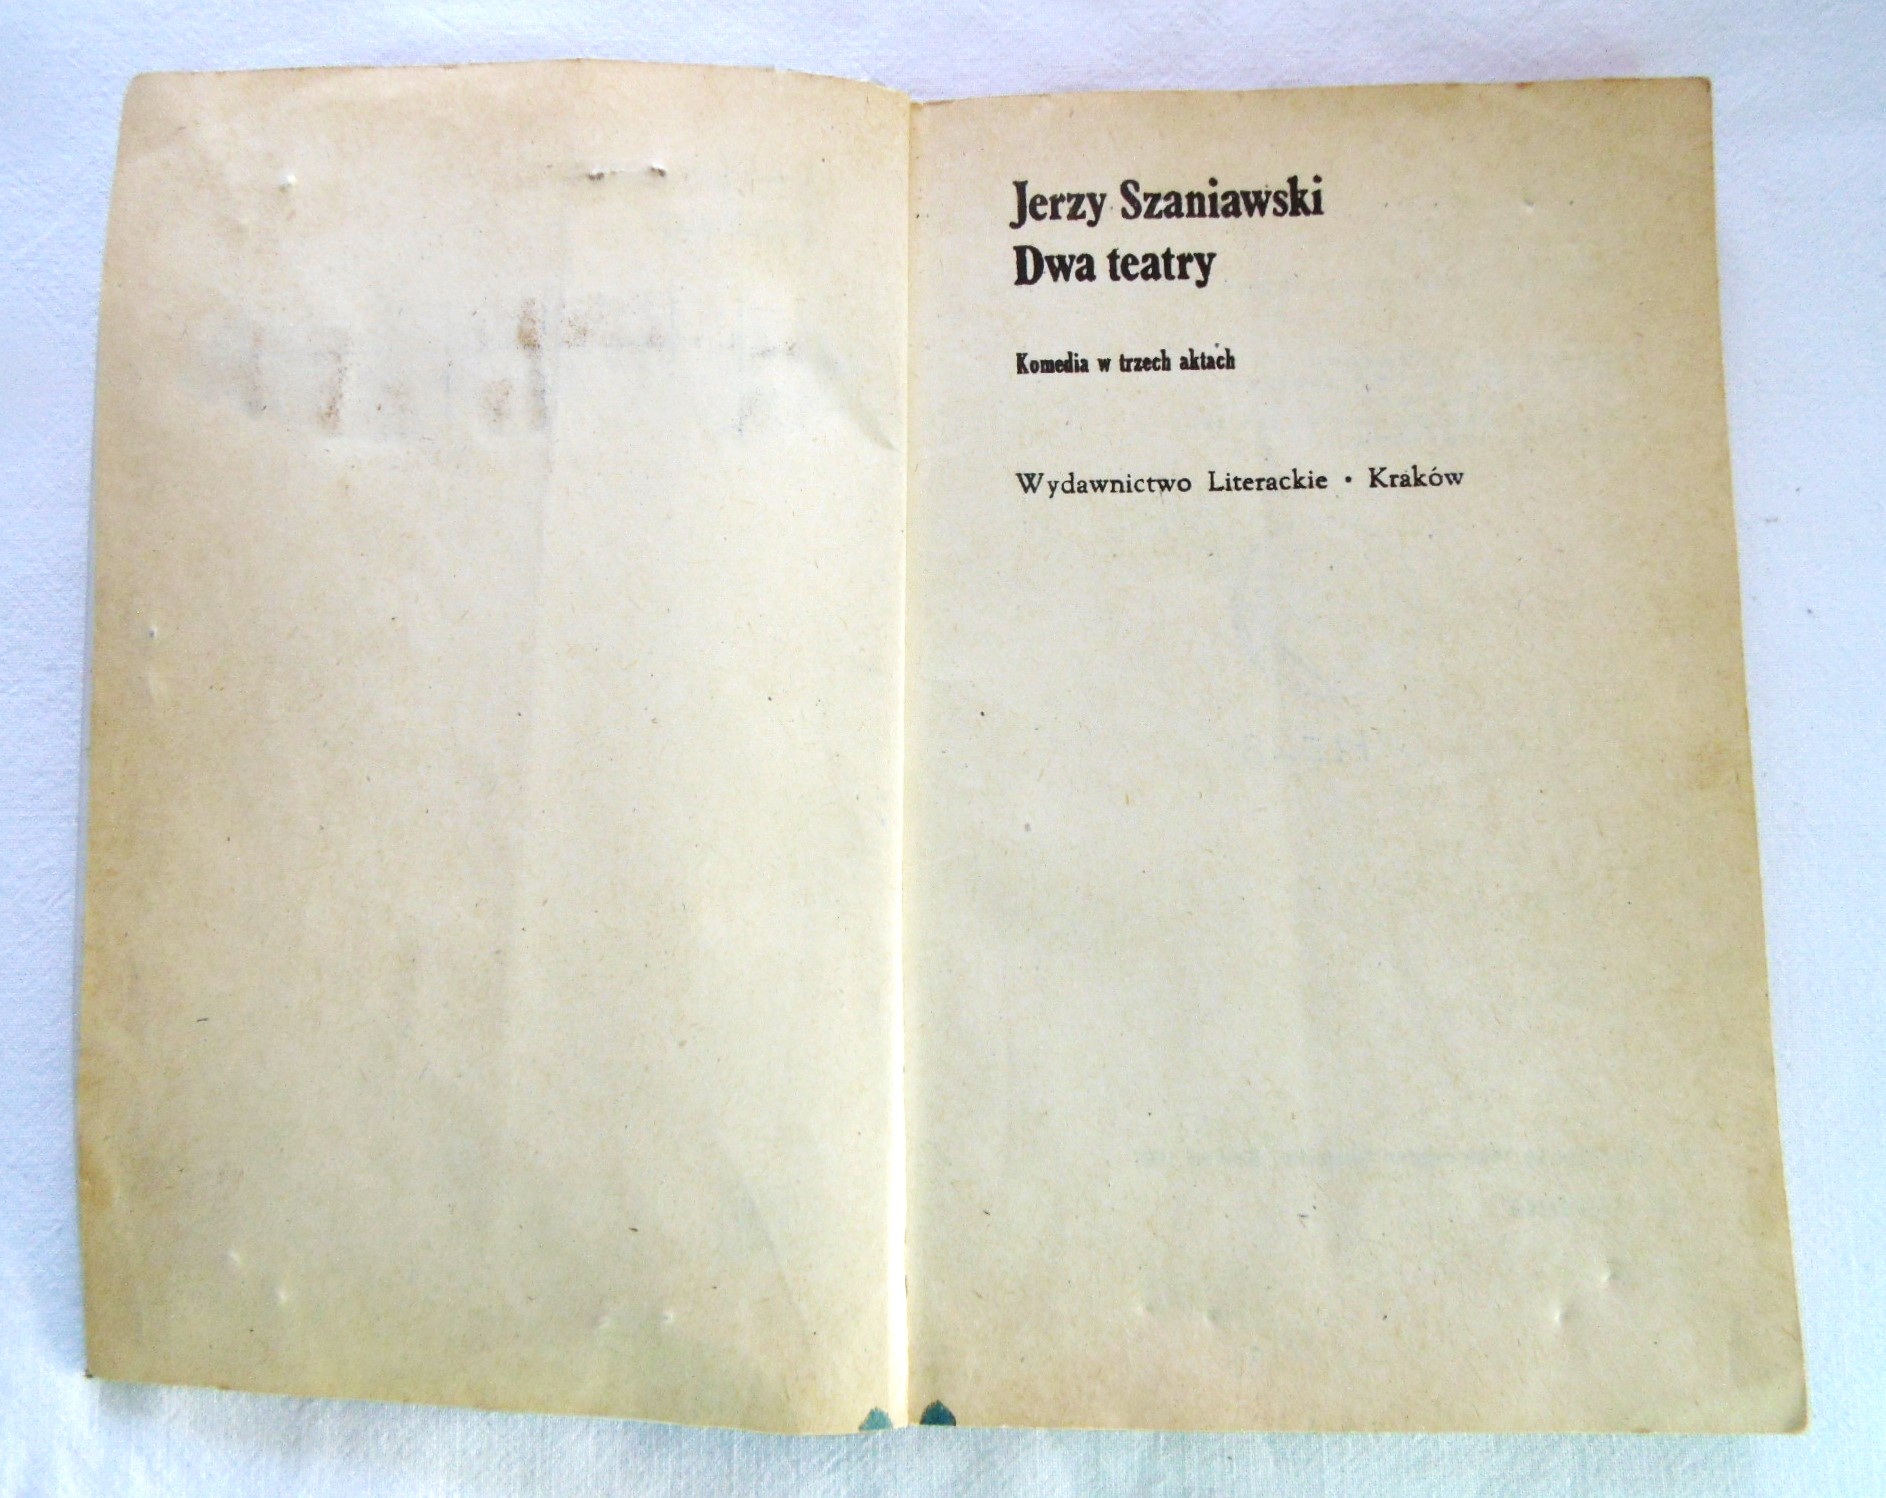 Jerzy Szaniawski
Dwa teatry
Komedia w trzech aktach
Wydawnictwo Literackie • Kraków